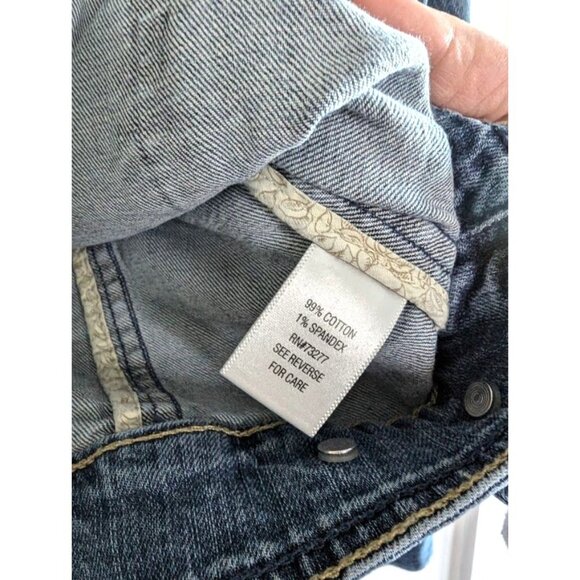 99% COTTON
1% SPANDEX
RN#73277
SEE REVERSE
FOR CARE